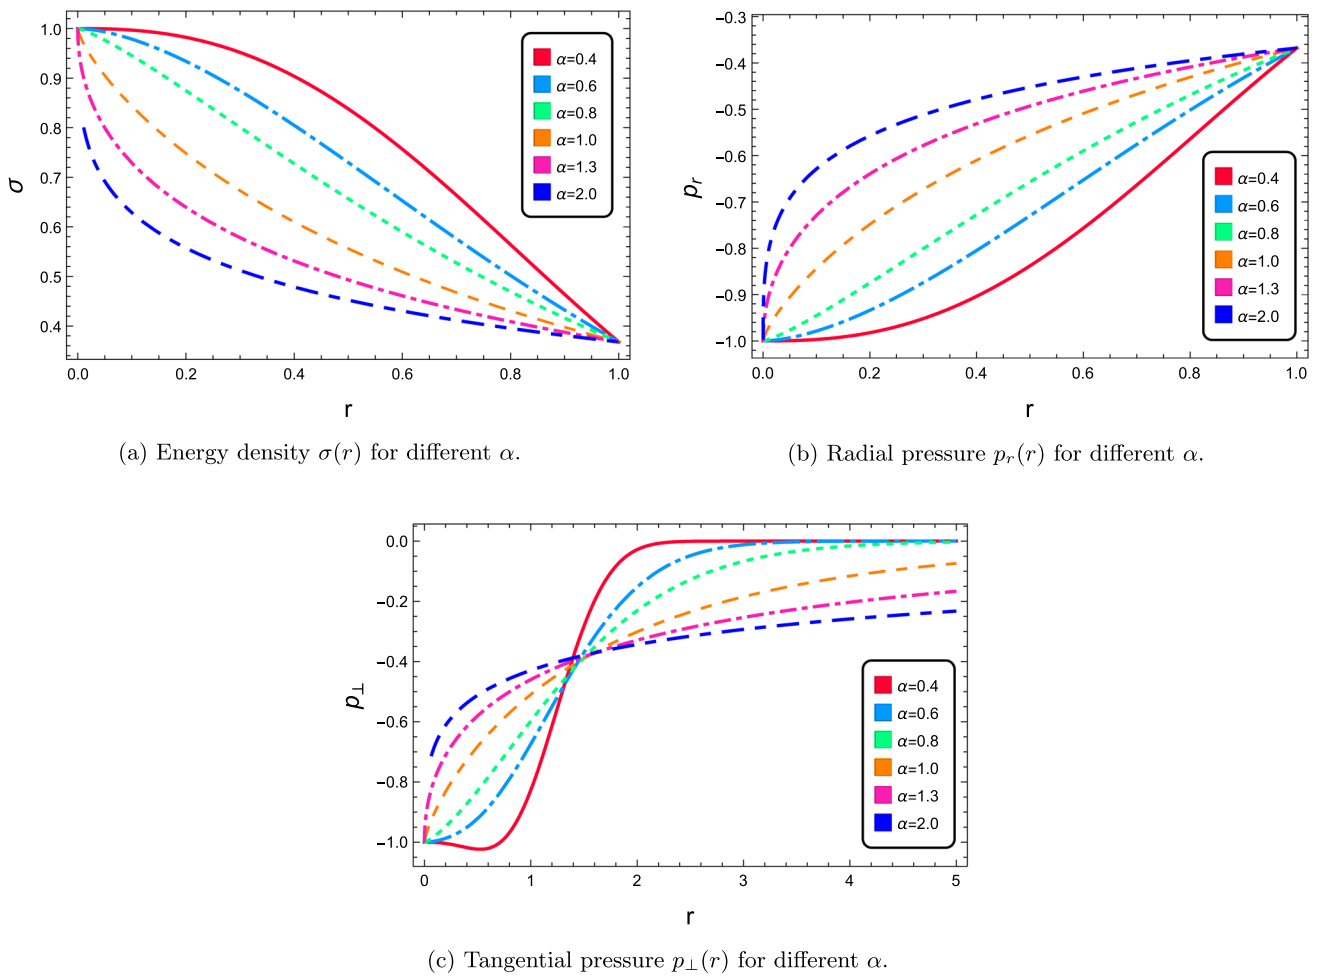 1.0
0.9
0.8
0.7
0.6
0.5
0.4
σ
0.0 0.2 0.4 0.6 0.8 1.0
r
α=0.4
α=0.6
α=0.8
α=1.0
α=1.3
α=2.0
(a) Energy density σ(r) for different α.
−0.3
−0.4
−0.5
−0.6
−0.7
−0.8
−0.9
−1.0
pᵣ
0.0 0.2 0.4 0.6 0.8 1.0
r
α=0.4
α=0.6
α=0.8
α=1.0
α=1.3
α=2.0
(b) Radial pressure pᵣ(r) for different α.
0.0
−0.2
−0.4
−0.6
−0.8
−1.0
p⊥
0 1 2 3 4 5
r
α=0.4
α=0.6
α=0.8
α=1.0
α=1.3
α=2.0
(c) Tangential pressure p⊥(r) for different α.